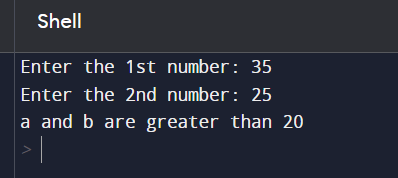 Shell
Enter the 1st number: 35
Enter the 2nd number: 25
a and b are greater than 20
>